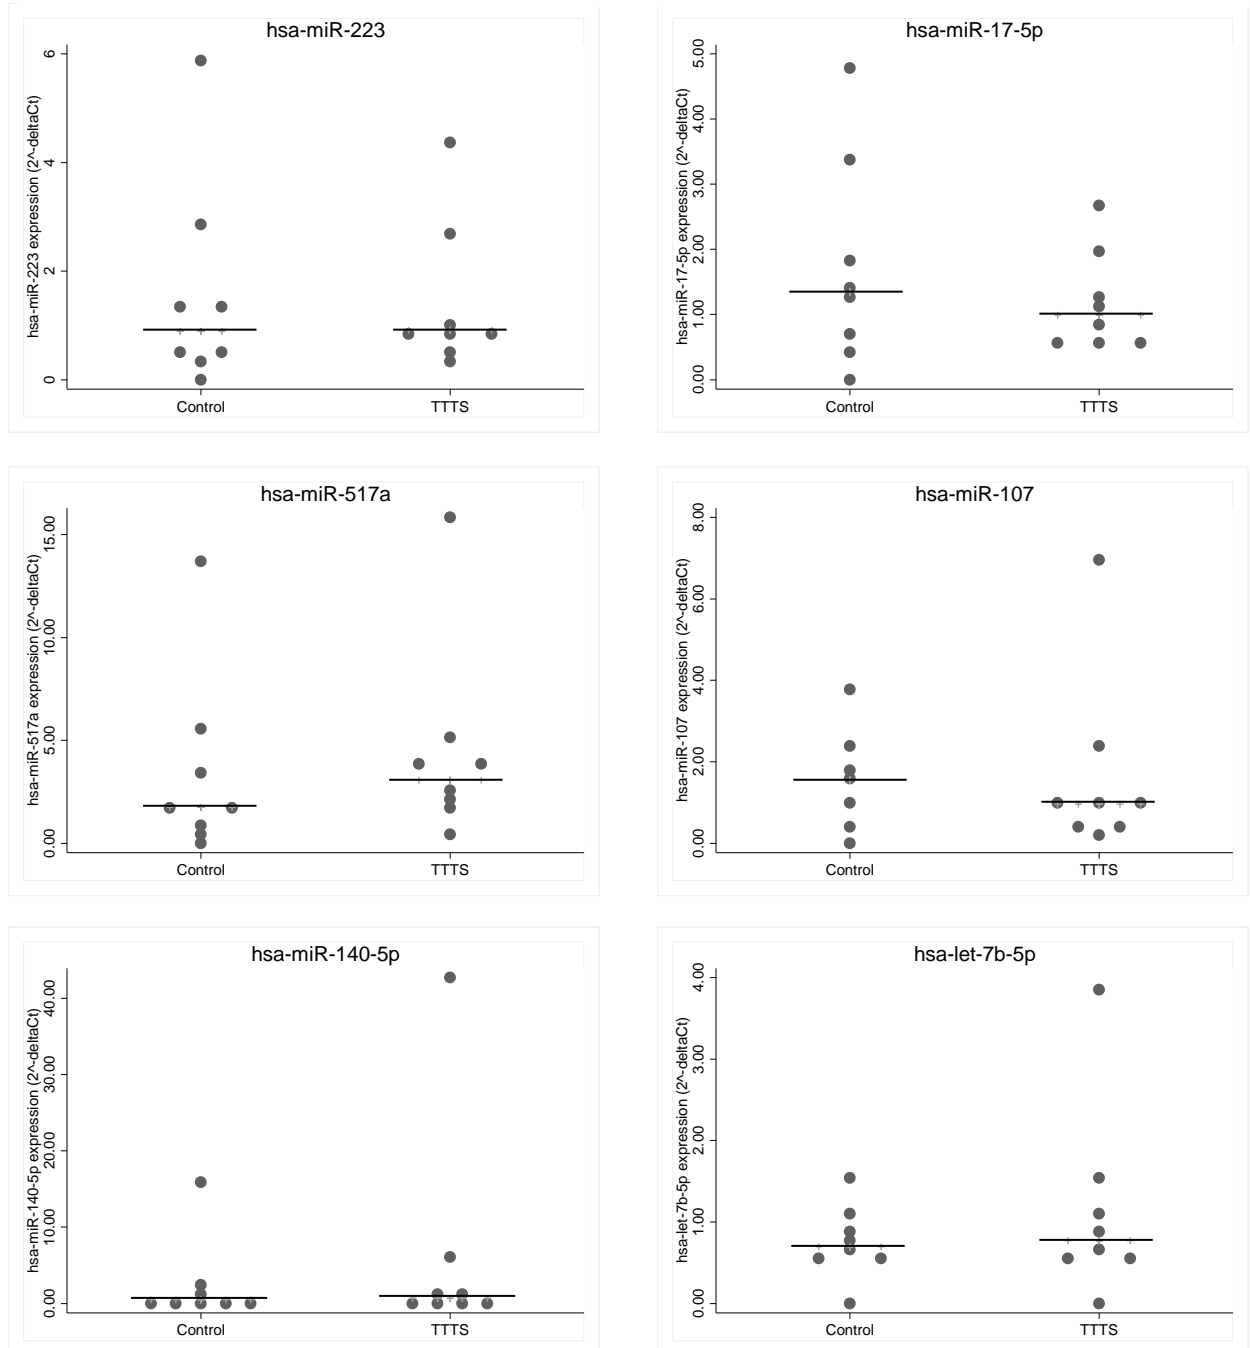 hsa-miR-223
hsa-miR-223 expression (2^-deltaCt)
6
4
2
0
Control
TTTS
hsa-miR-17-5p
hsa-miR-17-5p expression (2^-deltaCt)
5.00
4.00
3.00
2.00
1.00
0.00
Control
TTTS
hsa-miR-517a
hsa-miR-517a expression (2^-deltaCt)
15.00
10.00
5.00
0.00
Control
TTTS
hsa-miR-107
hsa-miR-107 expression (2^-deltaCt)
8.00
6.00
4.00
2.00
0.00
Control
TTTS
hsa-miR-140-5p
hsa-miR-140-5p expression (2^-deltaCt)
40.00
30.00
20.00
10.00
0.00
Control
TTTS
hsa-let-7b-5p
hsa-let-7b-5p expression (2^-deltaCt)
4.00
3.00
2.00
1.00
0.00
Control
TTTS